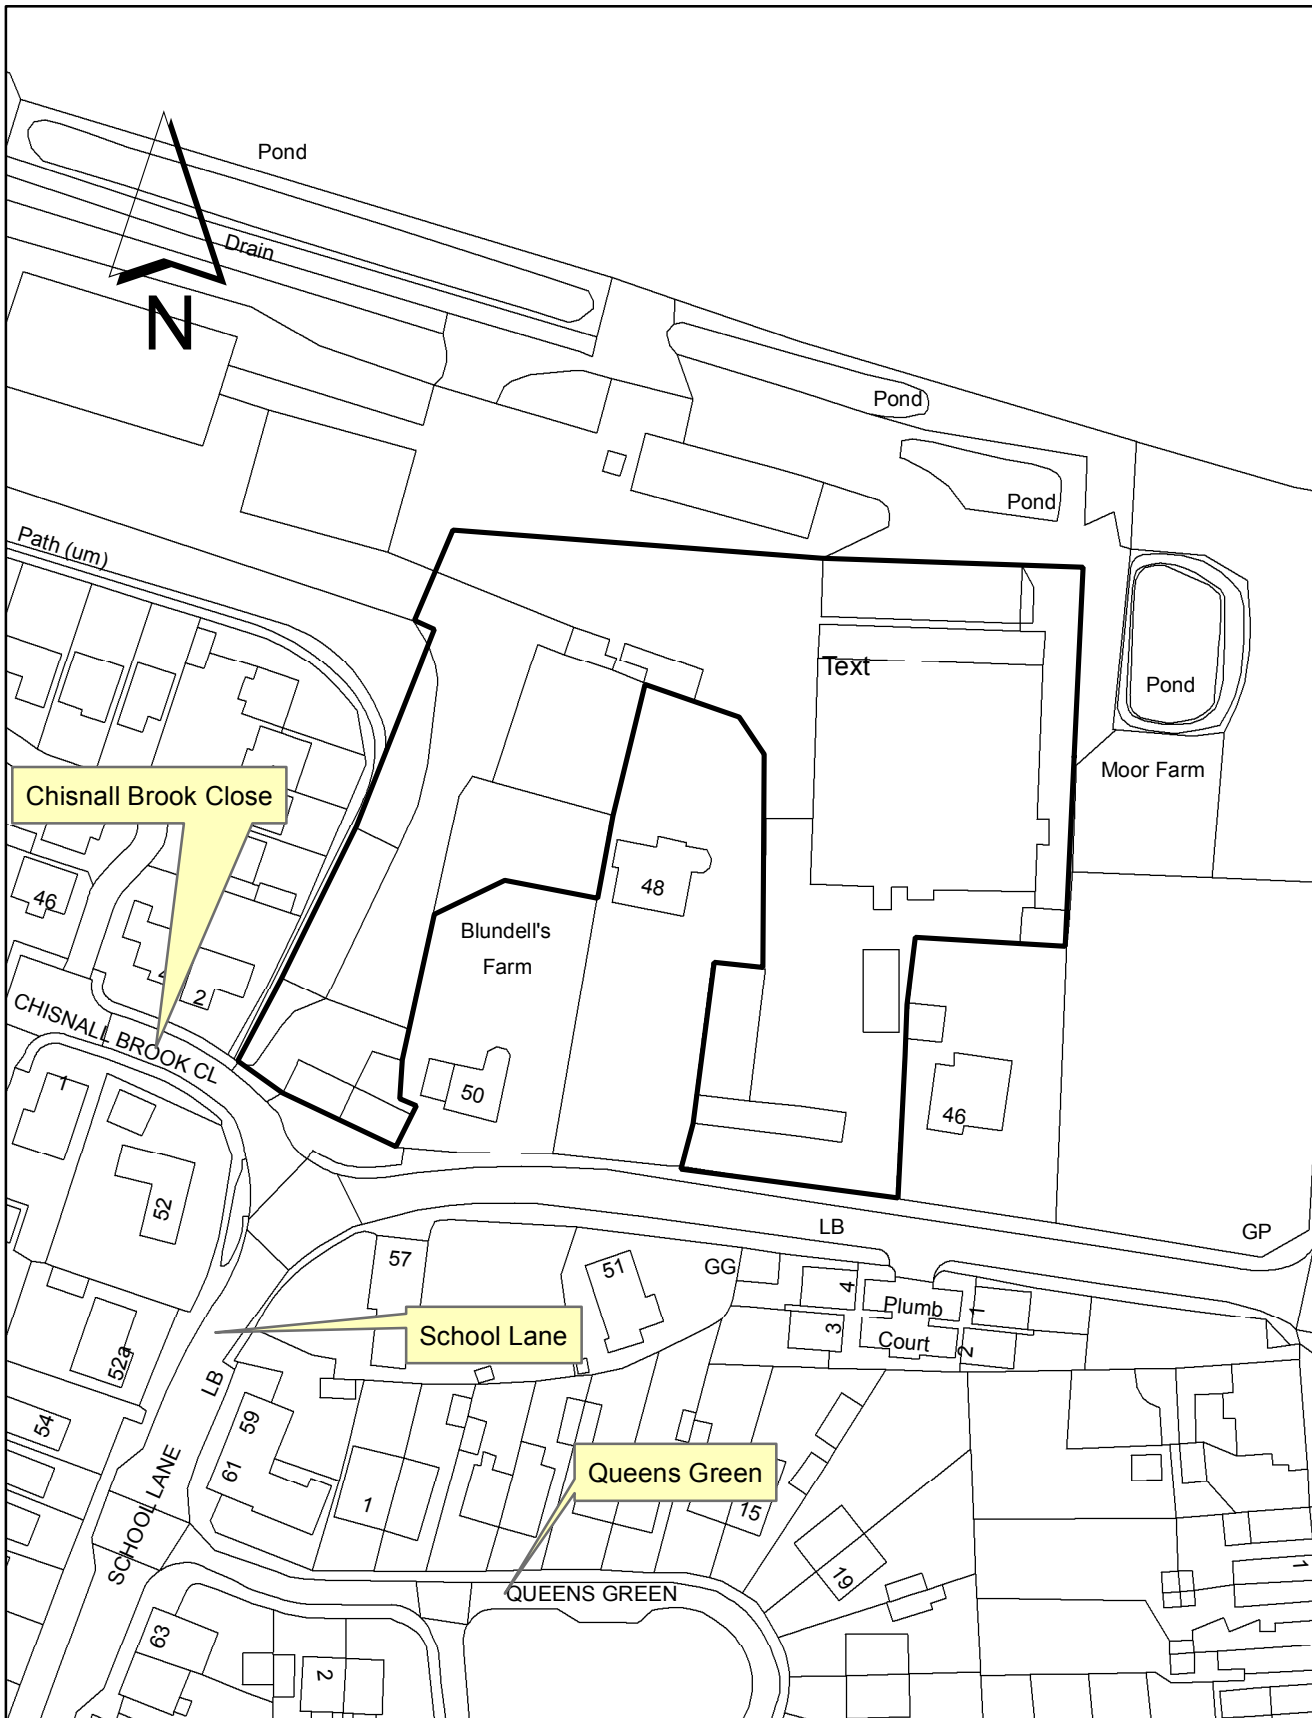 Pond
Drain
N
Pond
Pond
Path (um)
Text
Pond
Moor Farm
Chisnall Brook Close
46
48
Blundell's
Farm
2
CHISNALL BROOK CL
1
50
46
52
LB
GP
57
51
GG
4
Plumb
1
School Lane
3
Court
2
52a
LB
54
59
61
SCHOOL LANE
Queens Green
1
15
19
1
QUEENS GREEN
63
2